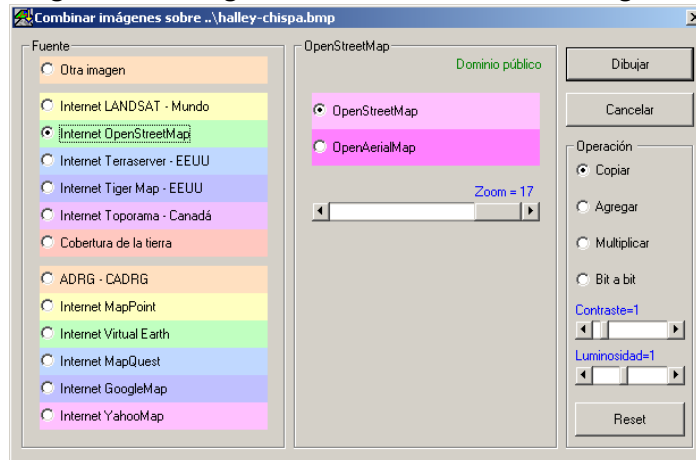 Combinar imágenes sobre ..\halley-chispa.bmp
Fuente
Otra imagen
Internet LANDSAT - Mundo
Internet OpenStreetMap
Internet Terraserver - EEUU
Internet Tiger Map - EEUU
Internet Toporama - Canadá
Cobertura de la tierra
ADRG - CADRG
Internet MapPoint
Internet Virtual Earth
Internet MapQuest
Internet GoogleMap
Internet YahooMap
OpenStreetMap
Dominio público
OpenStreetMap
OpenAerialMap
Zoom = 17
Dibujar
Cancelar
Operación
Copiar
Agregar
Multiplicar
Bit a bit
Contraste=1
Luminosidad=1
Reset